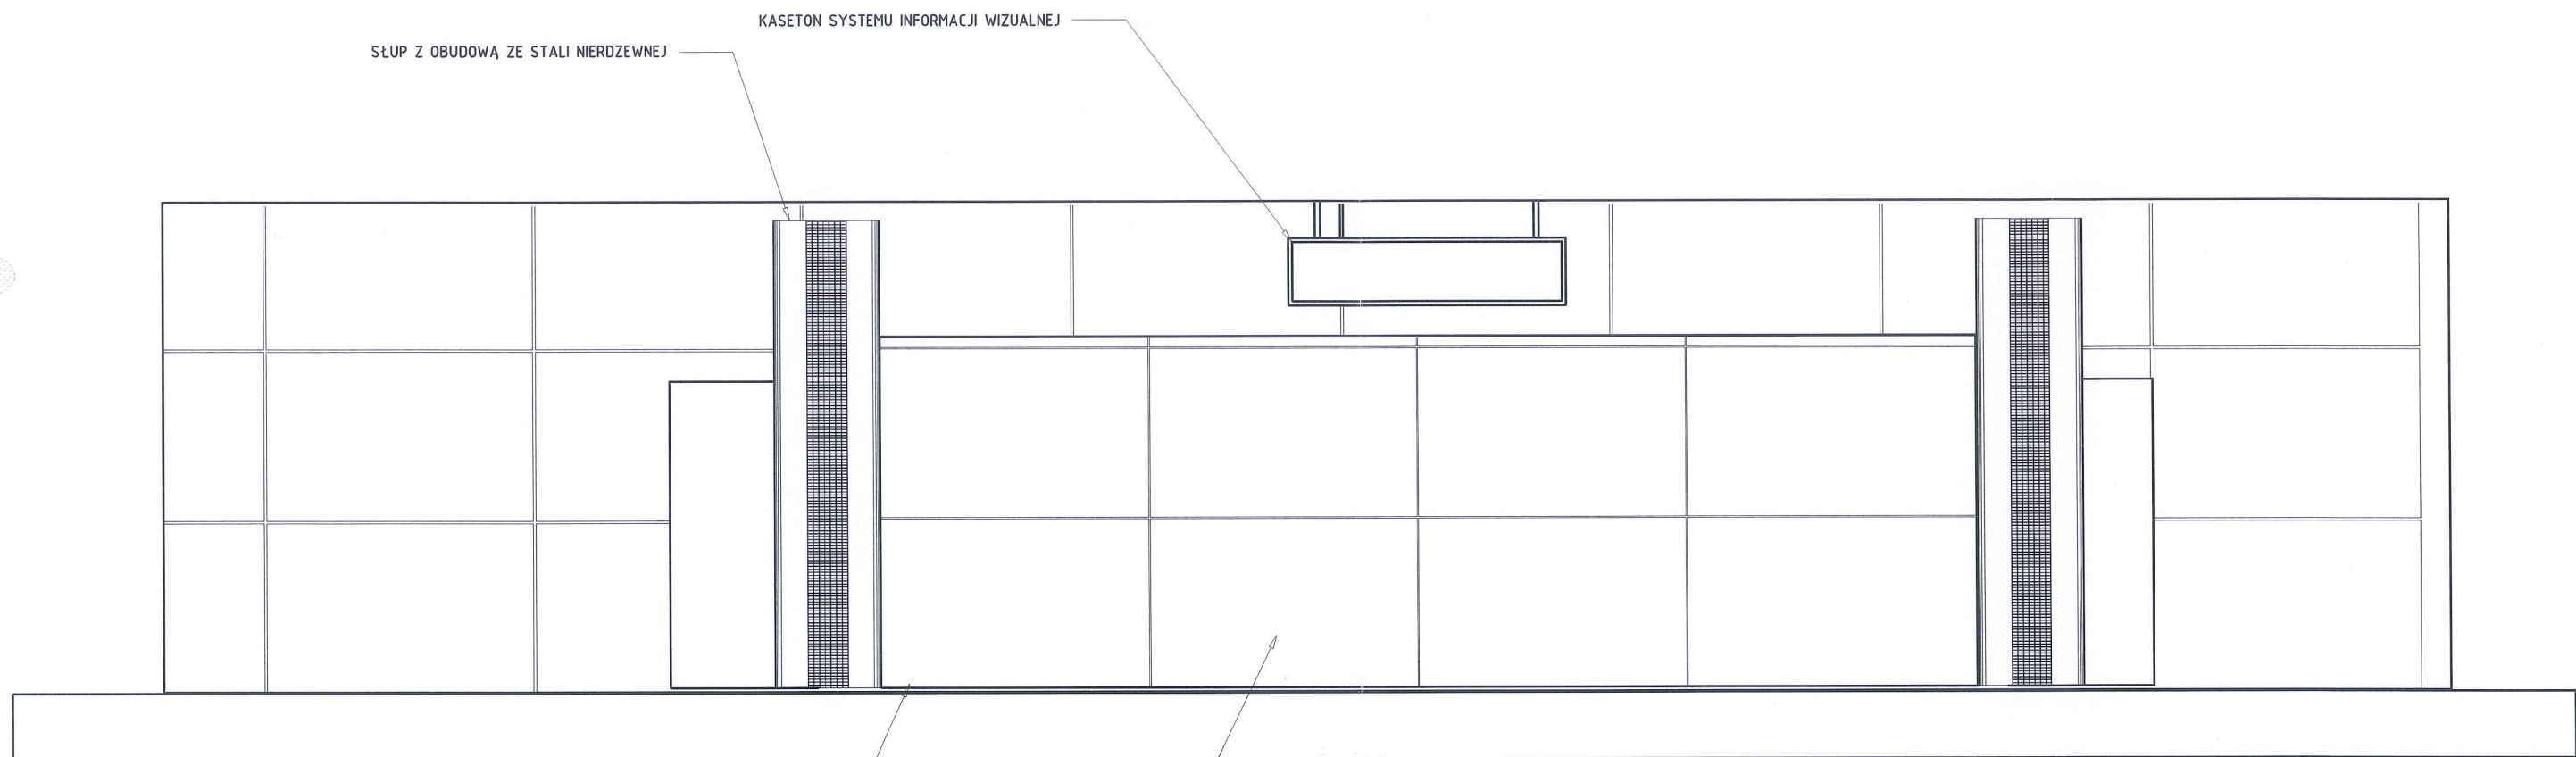 KASETON SYSTEMU INFORMACJI WIZUALNEJ
SŁUP Z OBUDOWĄ ZE STALI NIERDZEWNEJ